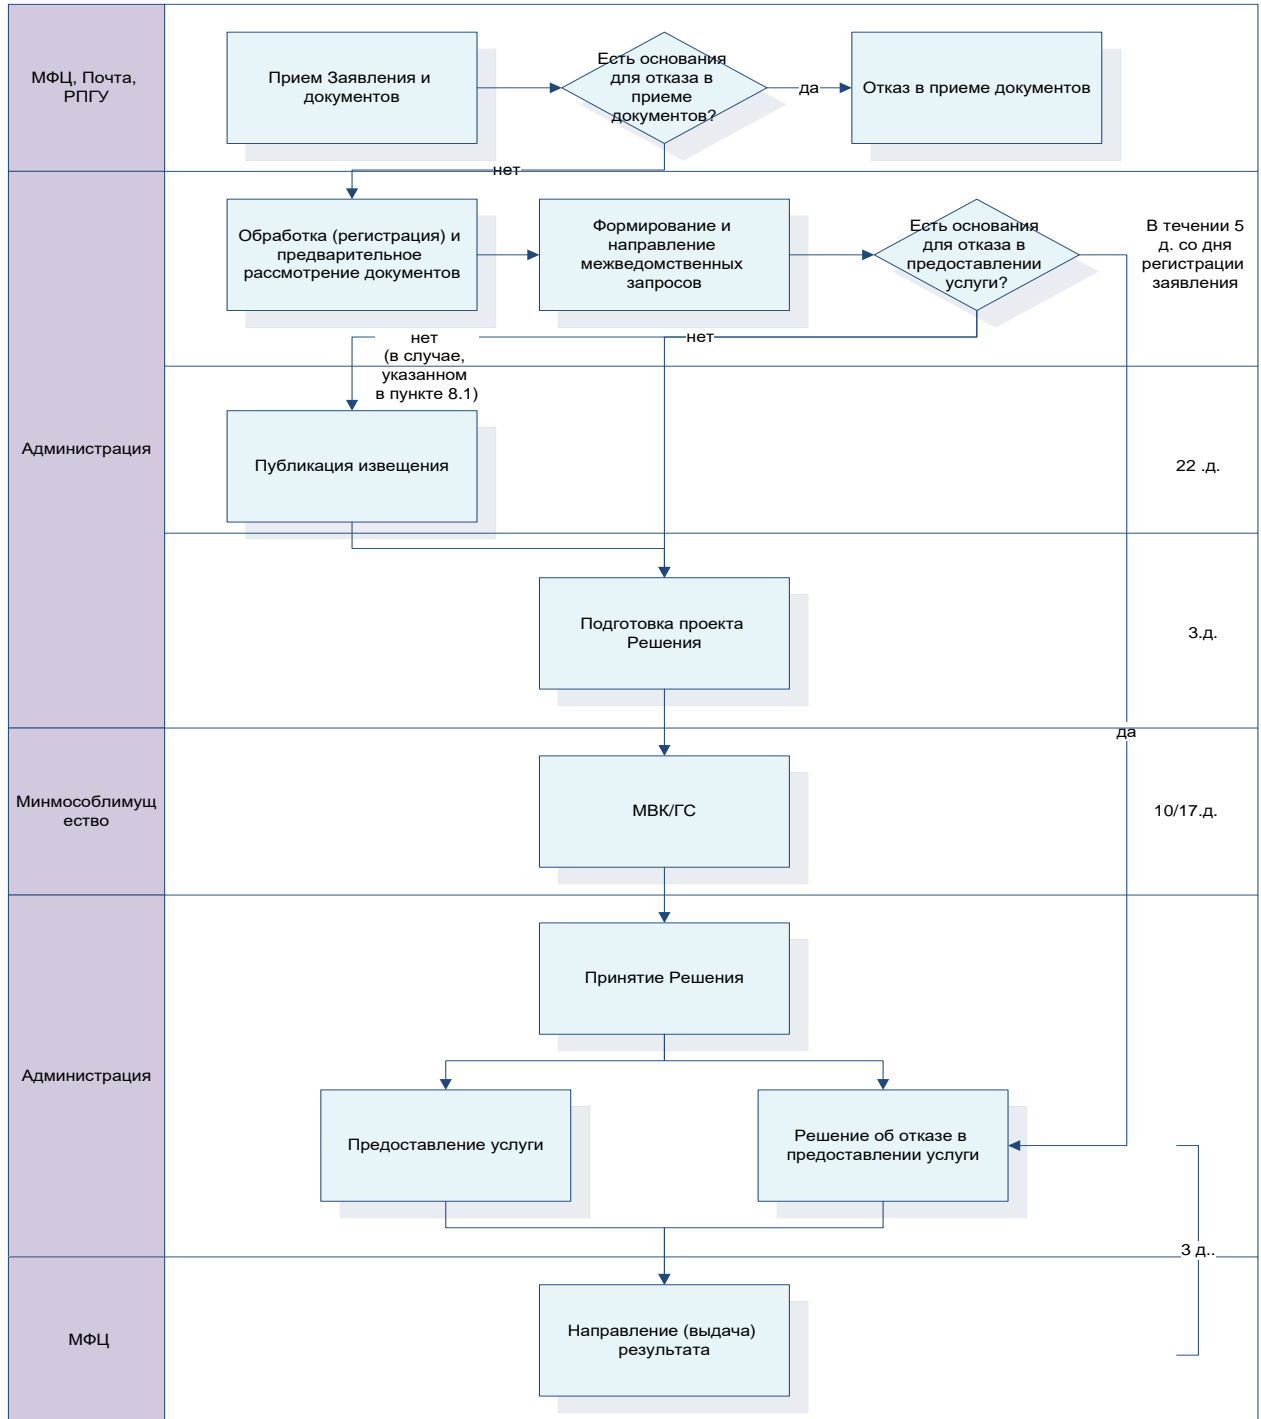 МФЦ, Почта,
РПГУ
Прием Заявления и
документов
Есть основания
для отказа в
приеме
документов?
да
Отказ в приеме документов
нет
Администрация
Обработка (регистрация) и
предварительное
рассмотрение документов
Формирование и
направление
межведомственных
запросов
Есть основания
для отказа в
предоставлении
услуги?
В течении 5
д. со дня
регистрации
заявления
нет
(в случае,
указанном
в пункте 8.1)
нет
Публикация извещения
22 .д.
Подготовка проекта
Решения
3.д.
да
Минмособлимущ
ество
МВК/ГС
10/17.д.
Администрация
Принятие Решения
Предоставление услуги
Решение об отказе в
предоставлении услуги
3 д..
МФЦ
Направление (выдача)
результата